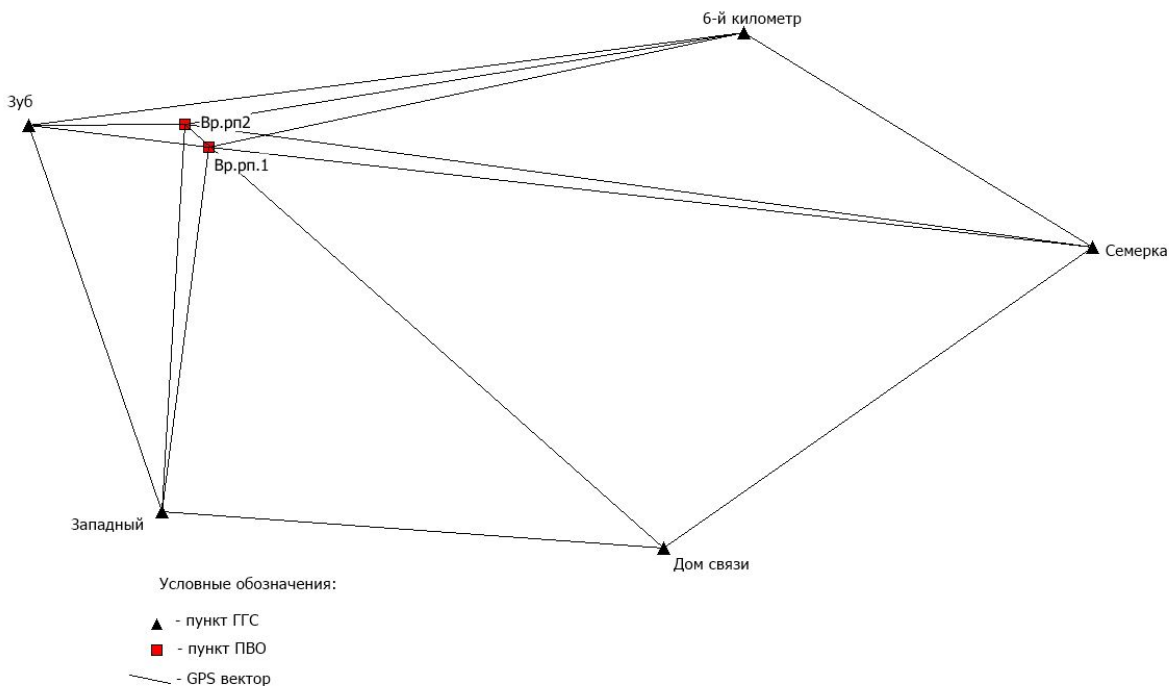 6-й километр
Зуб
Вр.рп2
Вр.рп.1
Семерка
Западный
Дом связи
Условные обозначения:
- пункт ГГС
- пункт ПВО
- GPS вектор